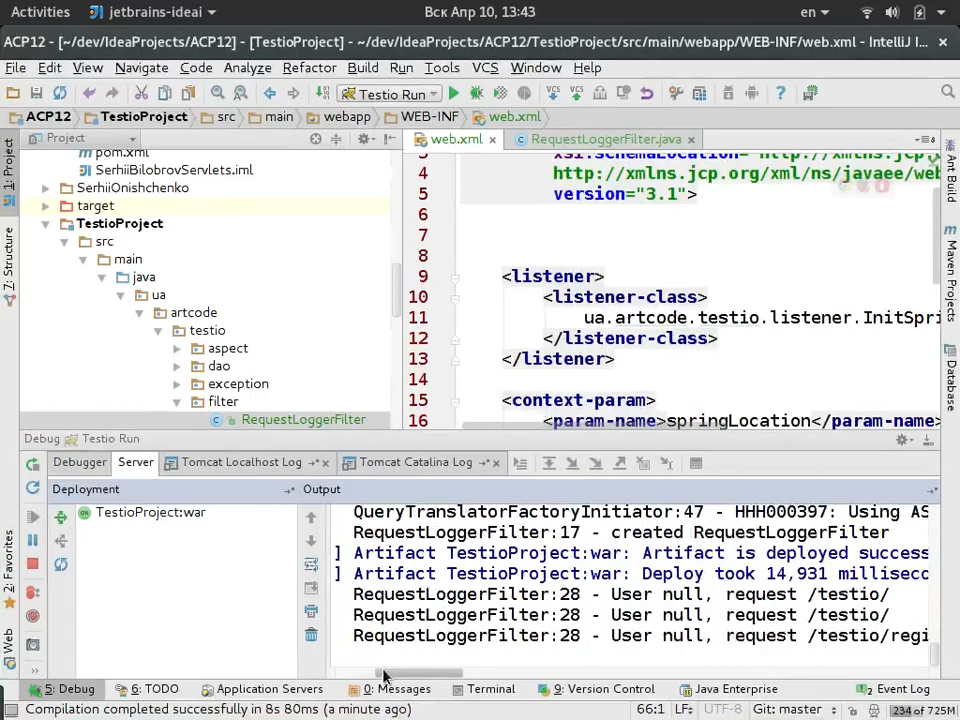 Activities jetbrains-ideai Вск Апр 10, 13:43 en
ACP12 - [~/dev/IdeaProjects/ACP12] - [TestioProject] - ~/dev/IdeaProjects/ACP12/TestioProject/src/main/webapp/WEB-INF/web.xml - IntelliJ I...
File Edit View Navigate Code Analyze Refactor Build Run Tools VCS Window Help
Testio Run
ACP12 TestioProject src main webapp WEB-INF web.xml
Project
web.xml RequestLoggerFilter.java
1: Project
7: Structure
2: Favorites
Web
Ant Build
Maven Projects
Database
pom.xml
SerhiiBilobrovServlets.iml
SerhiiOnishchenko
target
TestioProject
src
main
java
ua
artcode
testio
aspect
dao
exception
filter
RequestLoggerFilter
3 xsi:schemaLocation="http://xmlns.jcp.o
4 http://xmlns.jcp.org/xml/ns/javaee/web
5 version="3.1">
6
7
8
9 <listener>
10 <listener-class>
11 ua.artcode.testio.listener.InitSpri
12 </listener-class>
13 </listener>
14
15 <context-param>
16 <param-name>springLocation</param-name>
Debug Testio Run
Debugger Server Tomcat Localhost Log Tomcat Catalina Log
Deployment Output
TestioProject:war
QueryTranslatorFactoryInitiator:47 - HHH000397: Using AS
RequestLoggerFilter:17 - created RequestLoggerFilter
] Artifact TestioProject:war: Artifact is deployed success
] Artifact TestioProject:war: Deploy took 14,931 millisec
RequestLoggerFilter:28 - User null, request /testio/
RequestLoggerFilter:28 - User null, request /testio/
RequestLoggerFilter:28 - User null, request /testio/regi
5: Debug 6: TODO Application Servers 0: Messages Terminal 9: Version Control Java Enterprise Event Log
Compilation completed successfully in 8s 80ms (a minute ago) 66:1 LF UTF-8 Git: master 234 of 725M